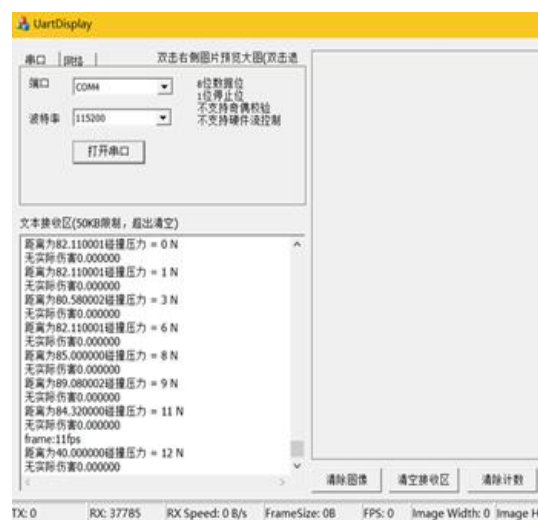 UartDisplay
串口 网络 双击右侧图片预览大图(双击退
端口 COM4
8位数据位
1位停止位
不支持奇偶校验
不支持硬件流控制
波特率 115200
打开串口
文本接收区(50KB限制，超出清空)
距离为82.110001碰撞压力 = 0 N
无实际伤害0.000000
距离为82.110001碰撞压力 = 1 N
无实际伤害0.000000
距离为80.580002碰撞压力 = 3 N
无实际伤害0.000000
距离为82.110001碰撞压力 = 6 N
无实际伤害0.000000
距离为85.000000碰撞压力 = 8 N
无实际伤害0.000000
距离为89.080002碰撞压力 = 9 N
无实际伤害0.000000
距离为84.320000碰撞压力 = 11 N
无实际伤害0.000000
frame:11fps
距离为40.000000碰撞压力 = 12 N
无实际伤害0.000000
清除图像 清空接收区 清除计数
TX: 0 RX: 37785 RX Speed: 0 B/s FrameSize: 0B FPS: 0 Image Width: 0 Image H